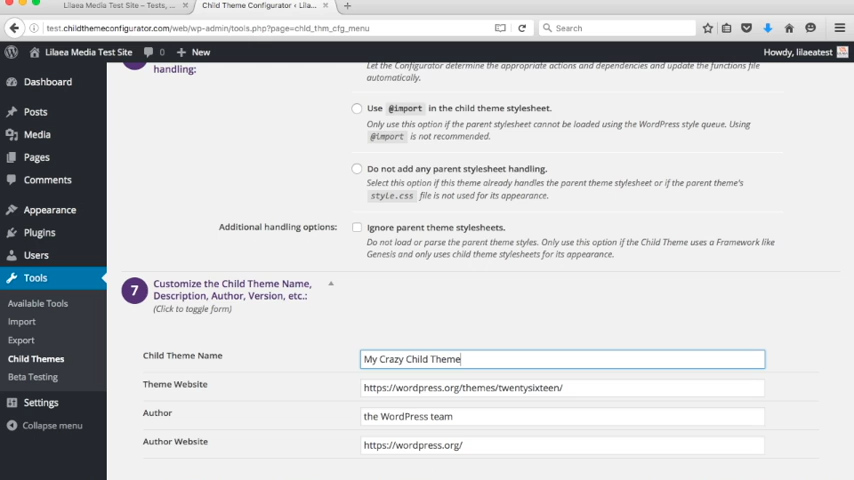 Lilaea Media Test Site – Tests, ...
Child Theme Configurator ‹ Lila...
test.childthemeconfigurator.com/web/wp-admin/tools.php?page=chld_thm_cfg_menu
Search
Lilaea Media Test Site
0
New
Howdy, lilaeatest
Dashboard
Posts
Media
Pages
Comments
Appearance
Plugins
Users
Tools
Available Tools
Import
Export
Child Themes
Beta Testing
Settings
Collapse menu
handling:
Let the Configurator determine the appropriate actions and dependencies and update the functions file
automatically.
Use @import in the child theme stylesheet.
Only use this option if the parent stylesheet cannot be loaded using the WordPress style queue. Using
@import is not recommended.
Do not add any parent stylesheet handling.
Select this option if this theme already handles the parent theme stylesheet or if the parent theme's
style.css file is not used for its appearance.
Additional handling options:
Ignore parent theme stylesheets.
Do not load or parse the parent theme styles. Only use this option if the Child Theme uses a Framework like
Genesis and only uses child theme stylesheets for its appearance.
7
Customize the Child Theme Name,
Description, Author, Version, etc.:
(Click to toggle form)
Child Theme Name
My Crazy Child Theme
Theme Website
https://wordpress.org/themes/twentysixteen/
Author
the WordPress team
Author Website
https://wordpress.org/